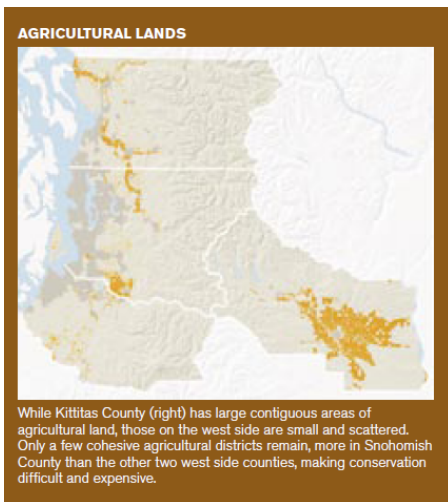 AGRICULTURAL LANDS
While Kittitas County (right) has large contiguous areas of
agricultural land, those on the west side are small and scattered.
Only a few cohesive agricultural districts remain, more in Snohomish
County than the other two west side counties, making conservation
difficult and expensive.